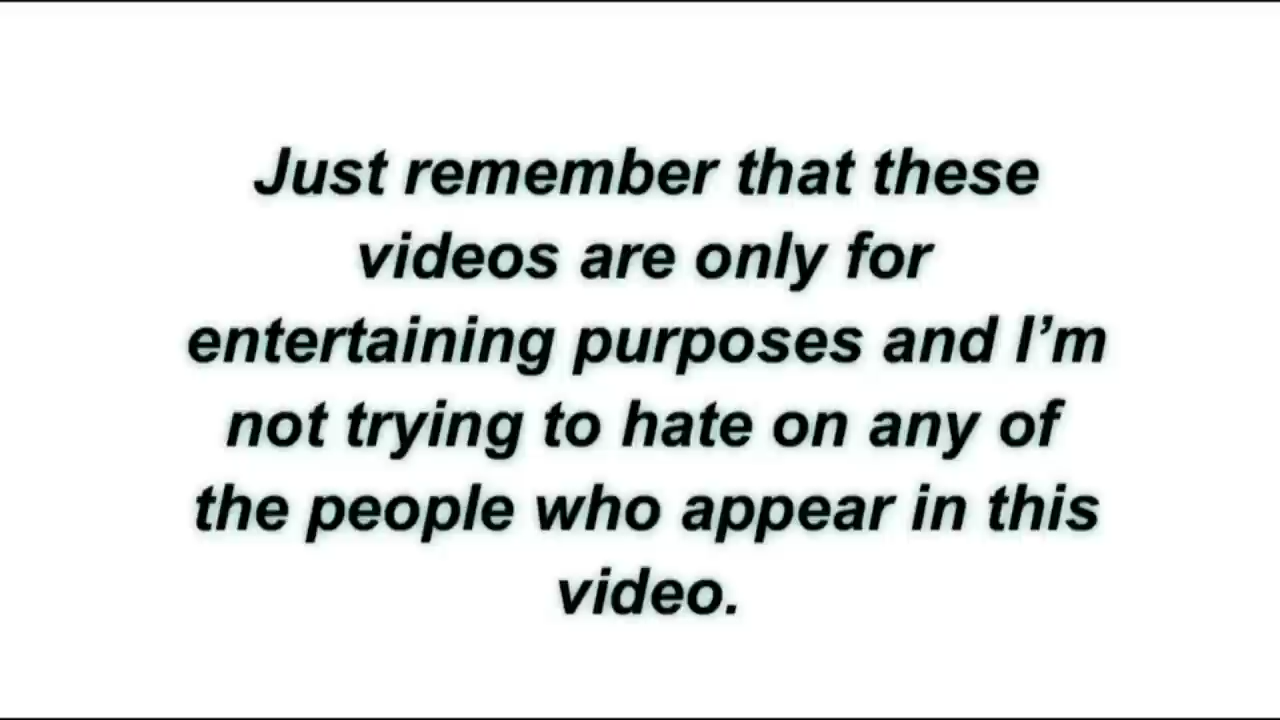 Just remember that these
videos are only for
entertaining purposes and I’m
not trying to hate on any of
the people who appear in this
video.